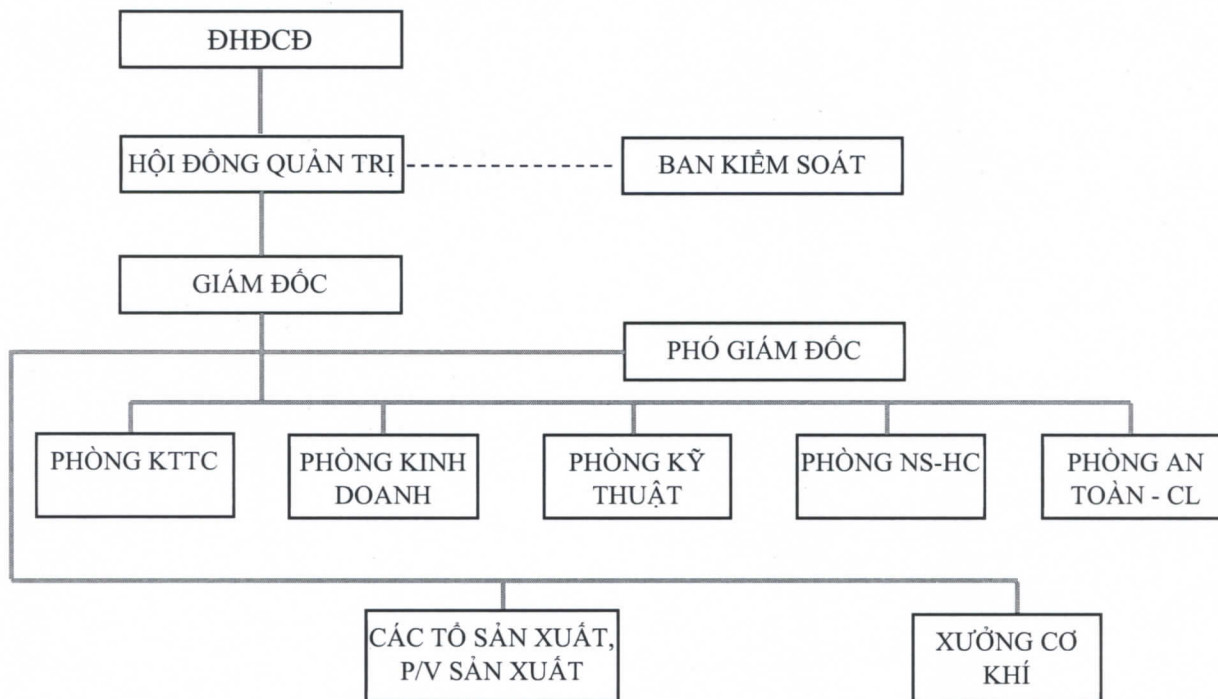 ĐHĐCĐ
HỘI ĐỒNG QUẢN TRỊ
BAN KIỂM SOÁT
GIÁM ĐỐC
PHÓ GIÁM ĐỐC
PHÒNG KTTC
PHÒNG KINH
DOANH
PHÒNG KỸ
THUẬT
PHÒNG NS-HC
PHÒNG AN
TOÀN - CL
CÁC TỔ SẢN XUẤT,
P/V SẢN XUẤT
XƯỞNG CƠ
KHÍ